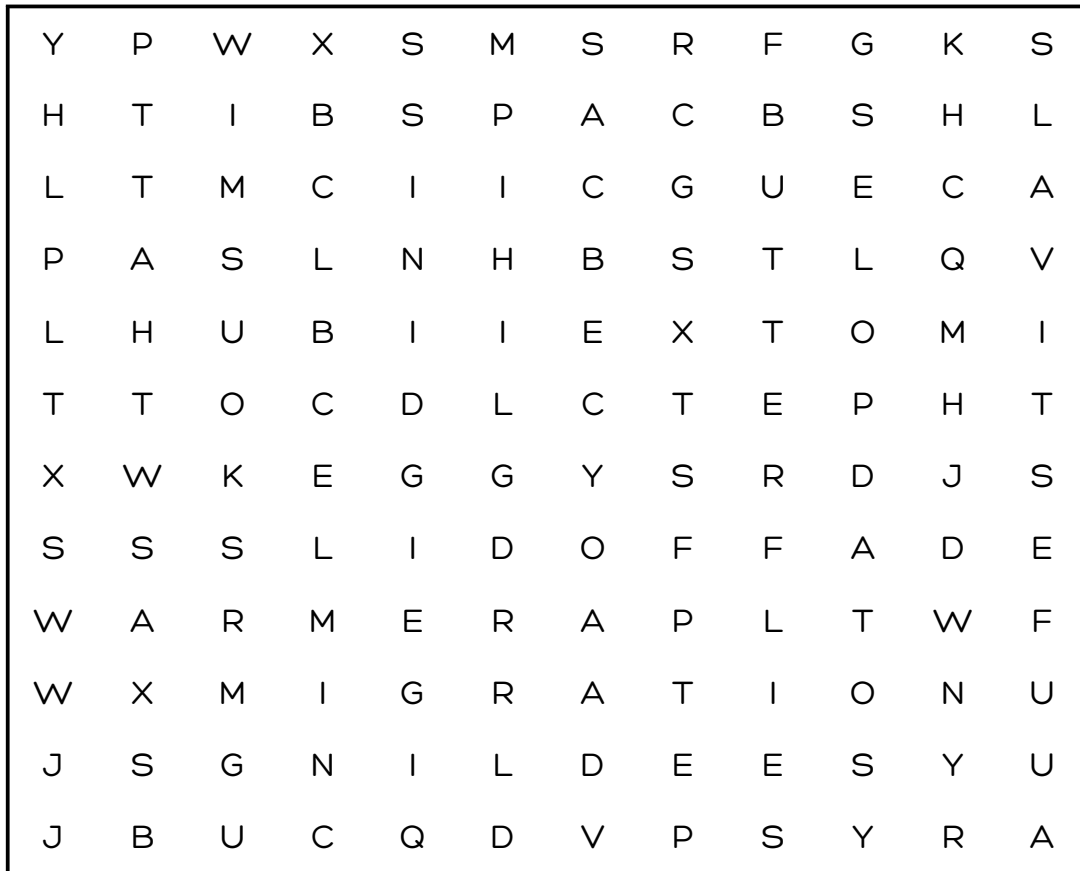 Y P W X S M S R F G K S
H T I B S P A C B S H L
L T M C I I C G U E C A
P A S L N H B S T L Q V
L H U B I I E X T O M I
T T O C D L C T E P H T
X W K E G G Y S R D J S
S S S L I D O F F A D E
W A R M E R A P L T W F
W X M I G R A T I O N U
J S G N I L D E E S Y U
J B U C Q D V P S Y R A